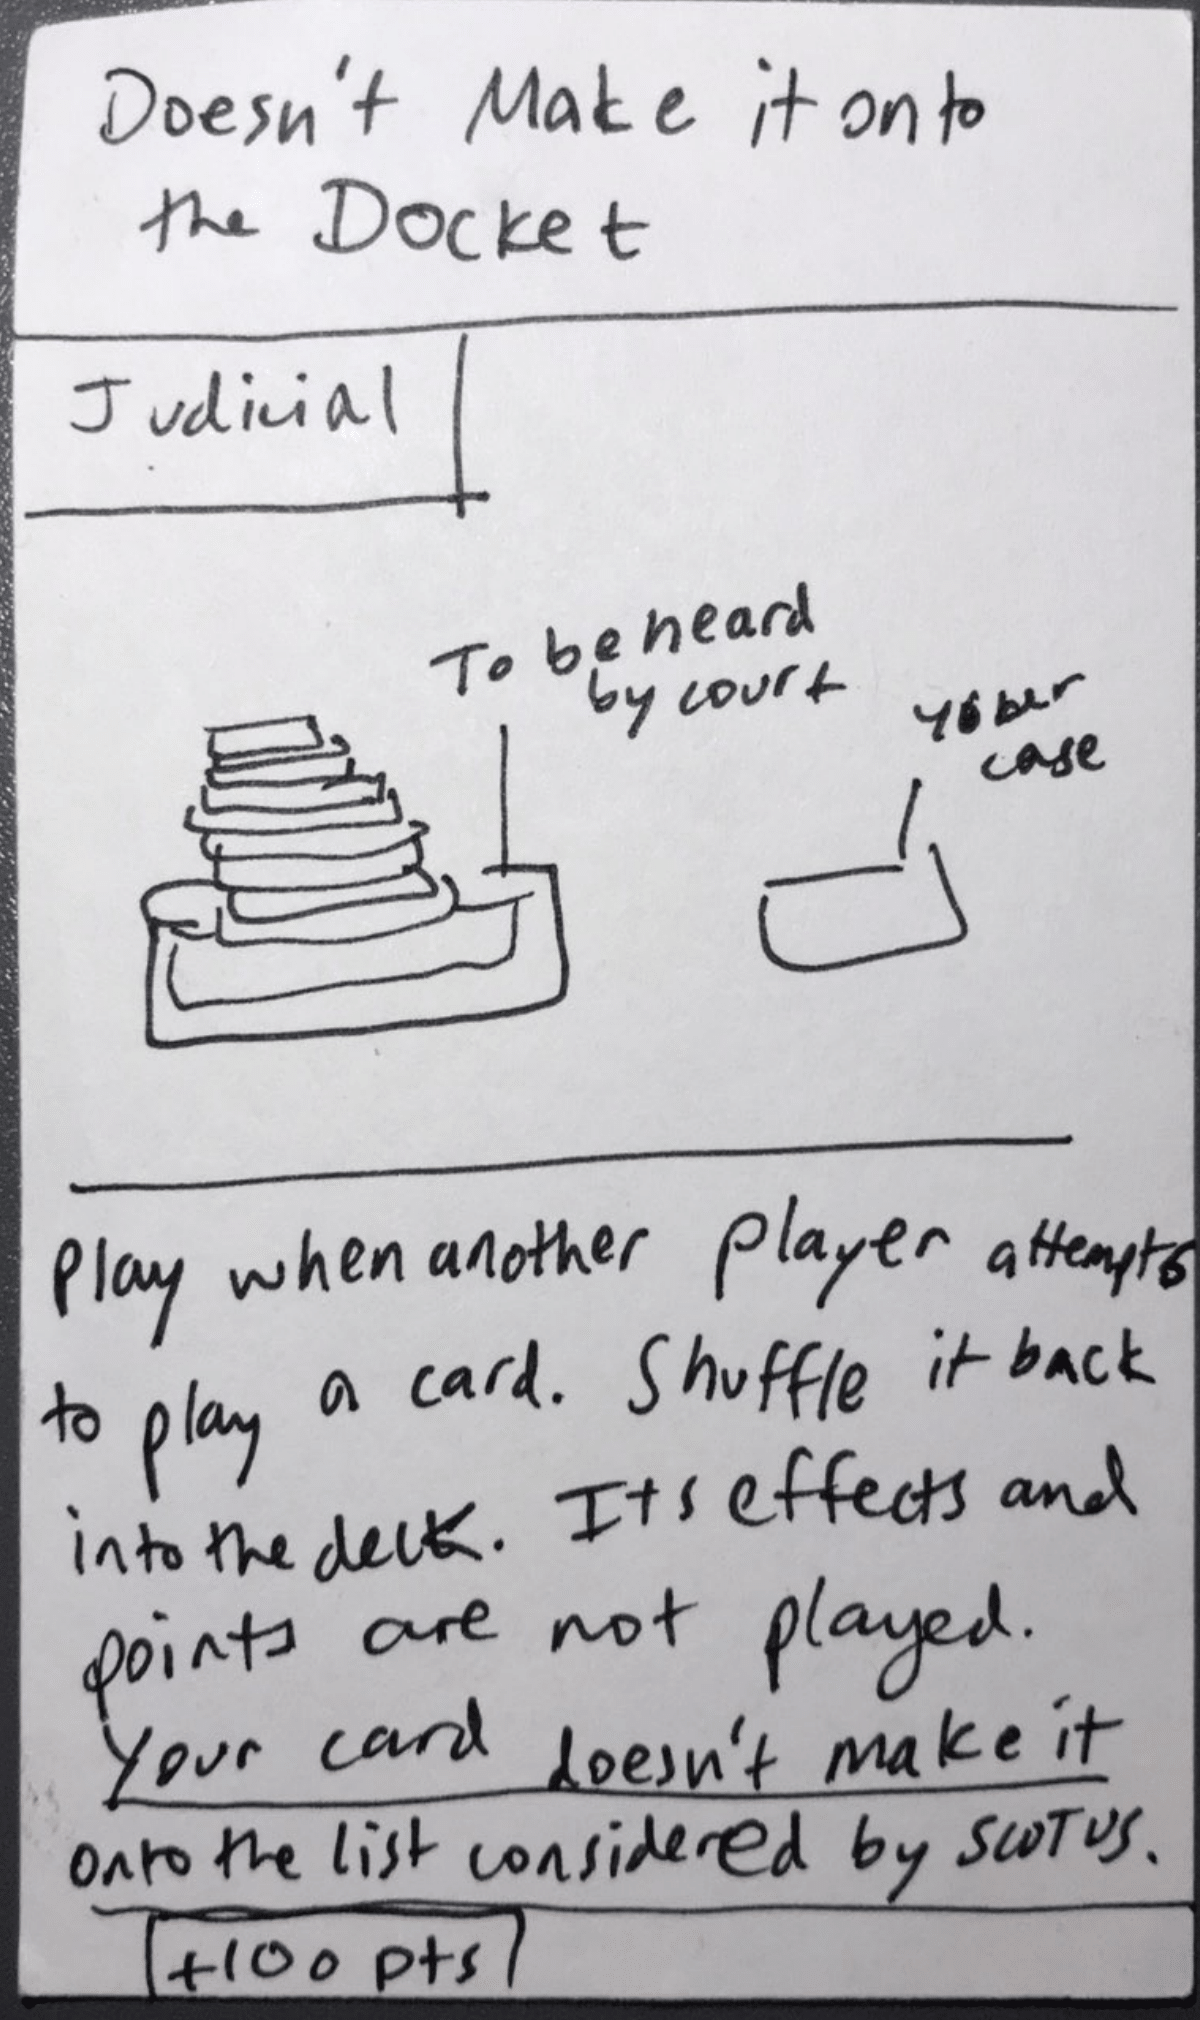 Doesn't Make it onto
the Docket
Judicial
To be heard
by court
your
case
Play when another player attempts
to play a card. Shuffle it back
into the deck. Its effects and
points are not played.
Your card doesn't make it
onto the list considered by SCOTUS.
+100 pts